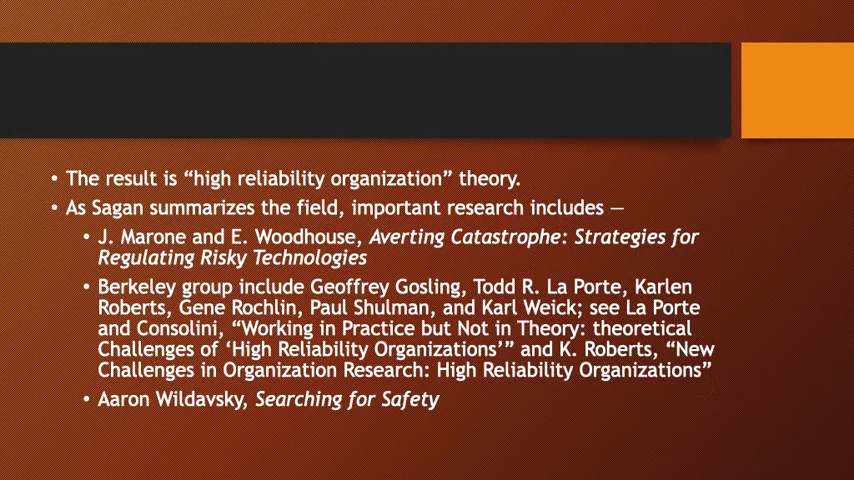 • The result is “high reliability organization” theory.
• As Sagan summarizes the field, important research includes —
• J. Marone and E. Woodhouse, Averting Catastrophe: Strategies for
Regulating Risky Technologies
• Berkeley group include Geoffrey Gosling, Todd R. La Porte, Karlen
Roberts, Gene Rochlin, Paul Shulman, and Karl Weick; see La Porte
and Consolini, “Working in Practice but Not in Theory: theoretical
Challenges of ‘High Reliability Organizations’” and K. Roberts, “New
Challenges in Organization Research: High Reliability Organizations”
• Aaron Wildavsky, Searching for Safety